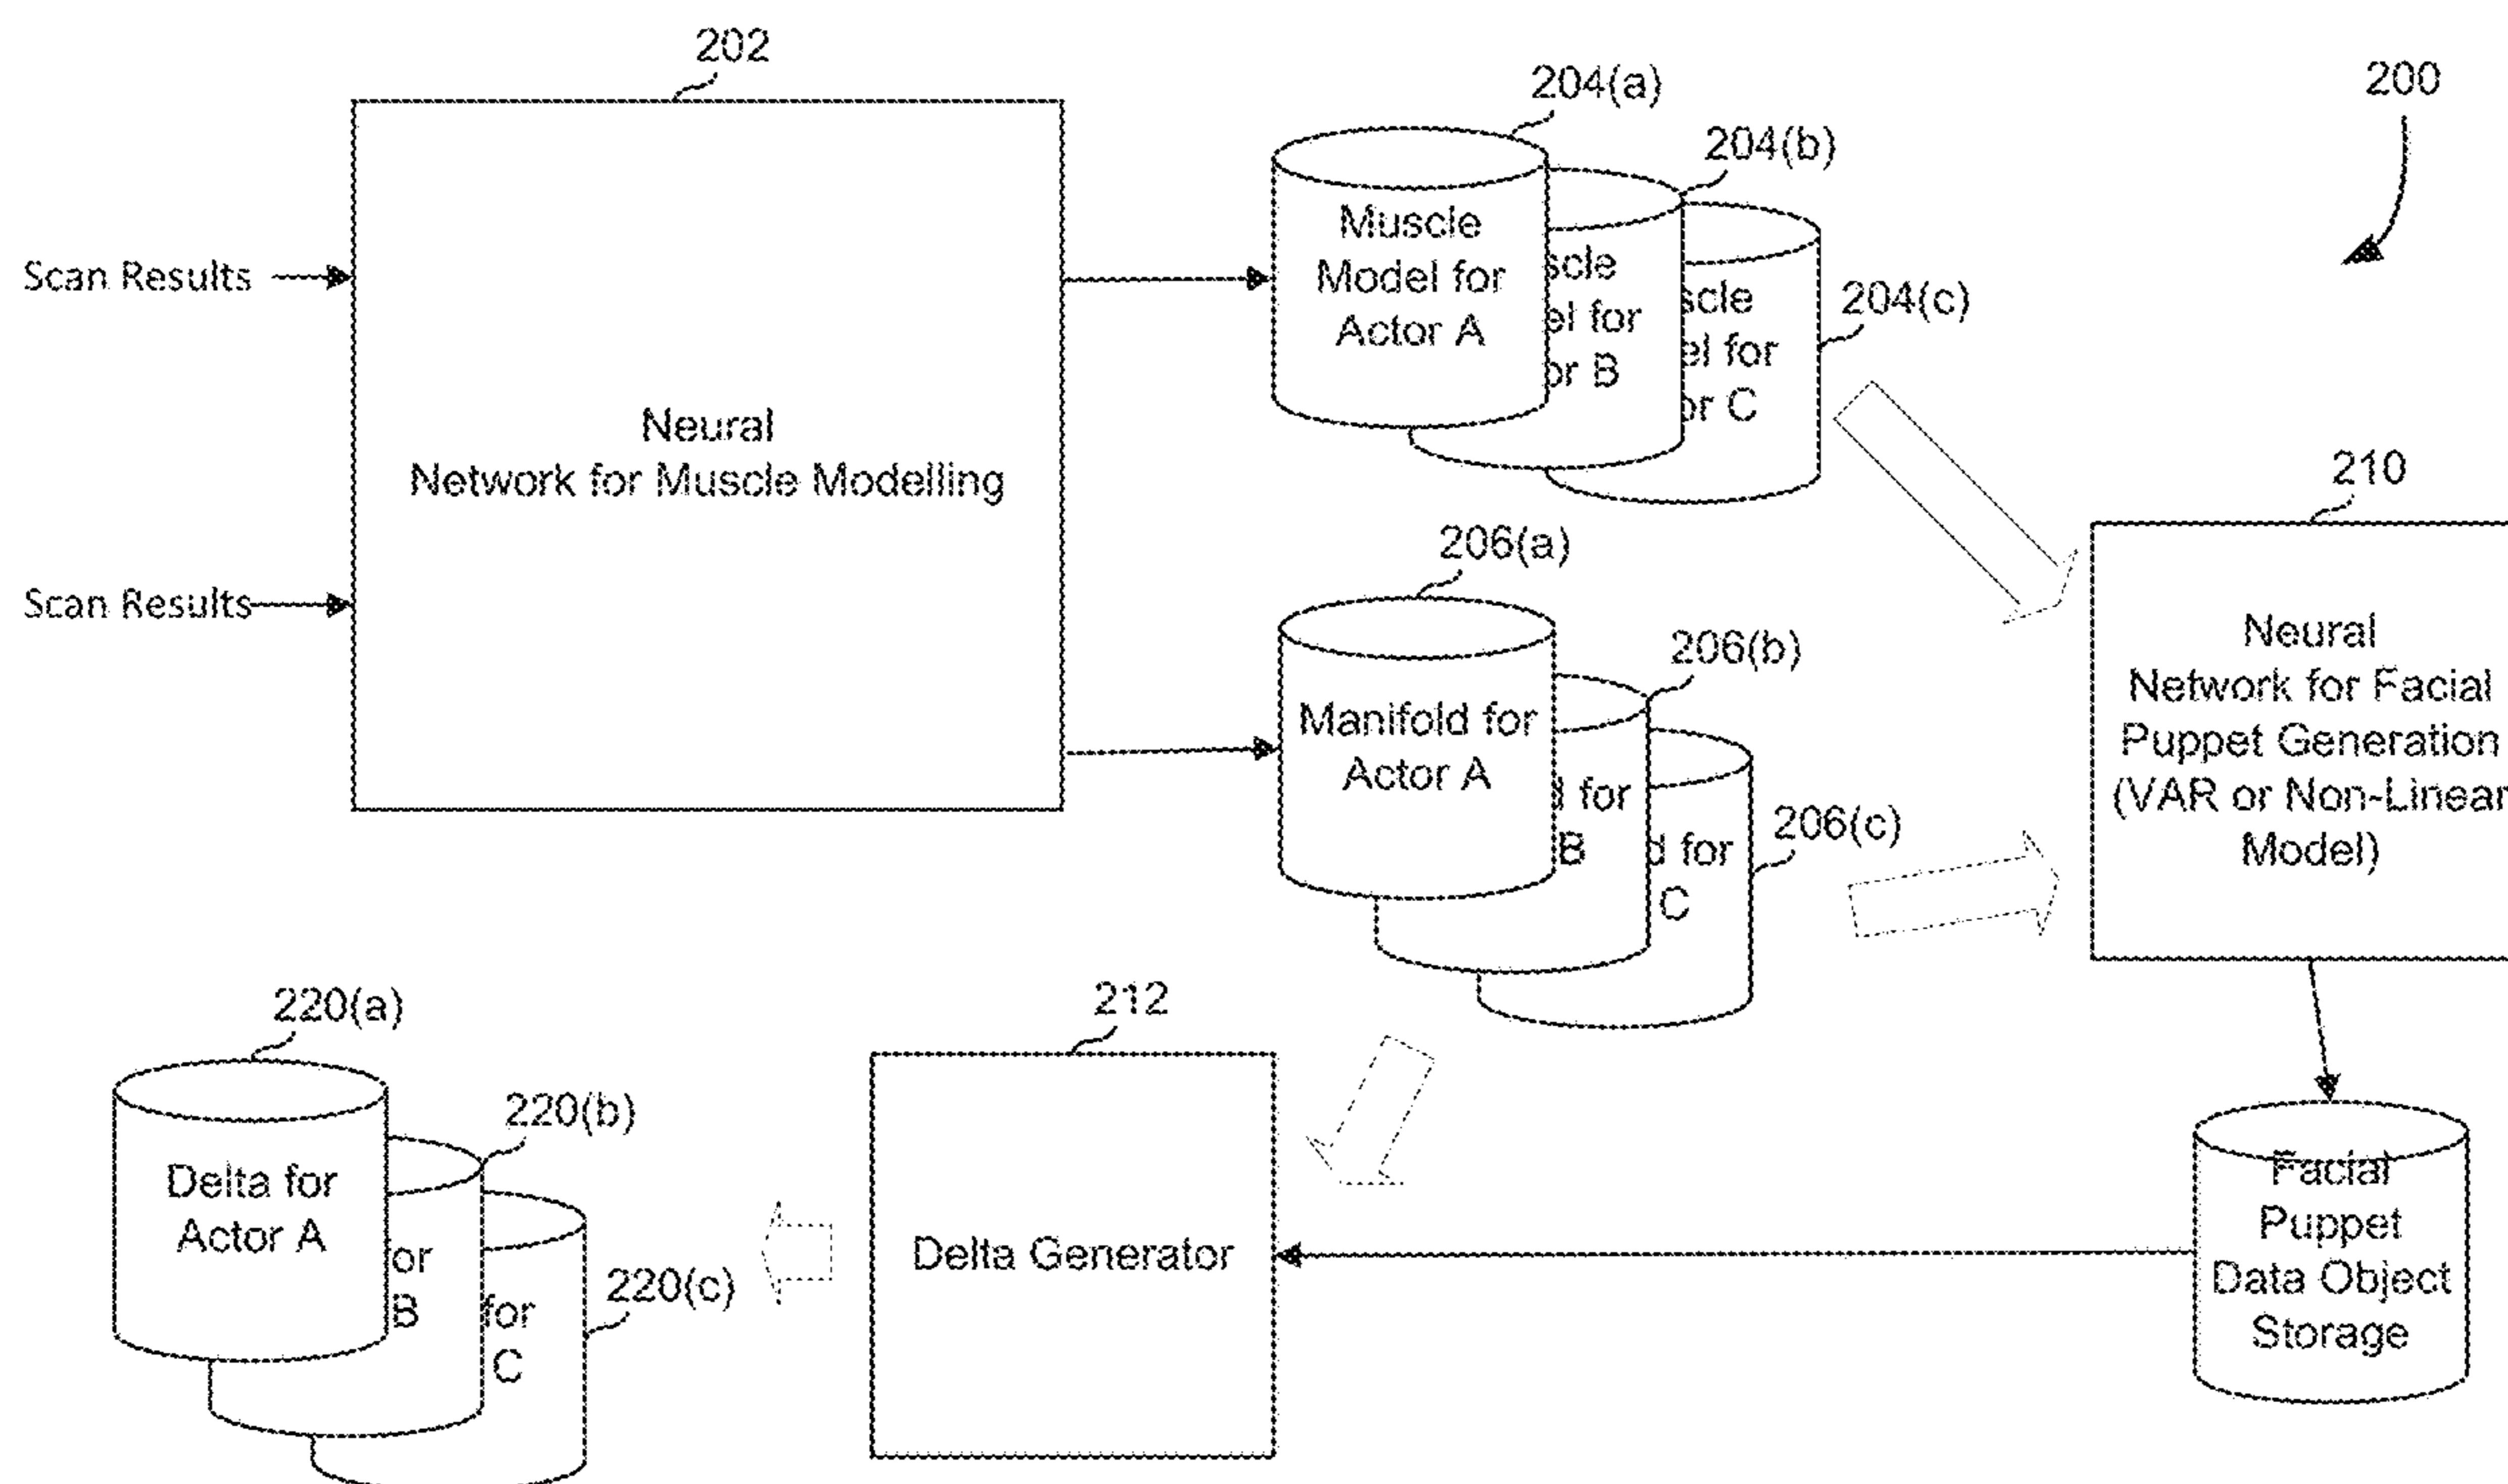 202
204(a)
200
204(b)
Muscle
Model for
Actor A
scle
el for
or B
scle
el for
or C
204(c)
Scan Results
Neural
Network for Muscle Modelling
Scan Results
206(a)
210
206(b)
Manifold for
Actor A
l for
B
d for
C
206(c)
Neural
Network for Facial
Puppet Generation
(VAR or Non-Linear
Model)
220(a)
212
220(b)
Delta for
Actor A
or
B
for
C
220(c)
Delta Generator
Facial
Puppet
Data Object
Storage